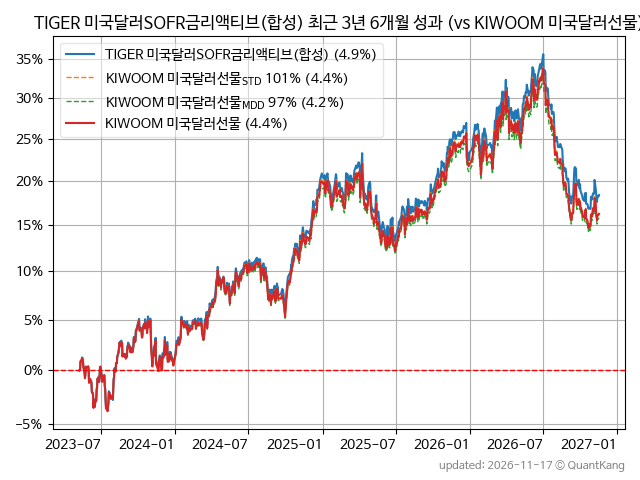 TIGER 미국달러SOFR금리액티브(합성) 최근 3년 6개월 성과 (vs KIWOOM 미국달러선물)
TIGER 미국달러SOFR금리액티브(합성) (4.9%)
KIWOOM 미국달러선물STD 101% (4.4%)
KIWOOM 미국달러선물MDD 97% (4.2%)
KIWOOM 미국달러선물 (4.4%)
35%
30%
25%
20%
15%
10%
5%
0%
−5%
2023-07 2024-01 2024-07 2025-01 2025-07 2026-01 2026-07 2027-01
updated: 2026-11-17 © QuantKang